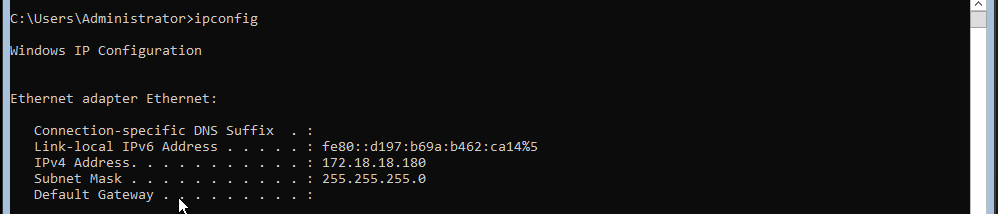 C:\Users\Administrator>ipconfig
Windows IP Configuration
Ethernet adapter Ethernet:
Connection-specific DNS Suffix  . :
Link-local IPv6 Address . . . . . : fe80::d197:b69a:b462:ca14%5
IPv4 Address. . . . . . . . . . . : 172.18.18.180
Subnet Mask . . . . . . . . . . . : 255.255.255.0
Default Gateway . . . . . . . . . :